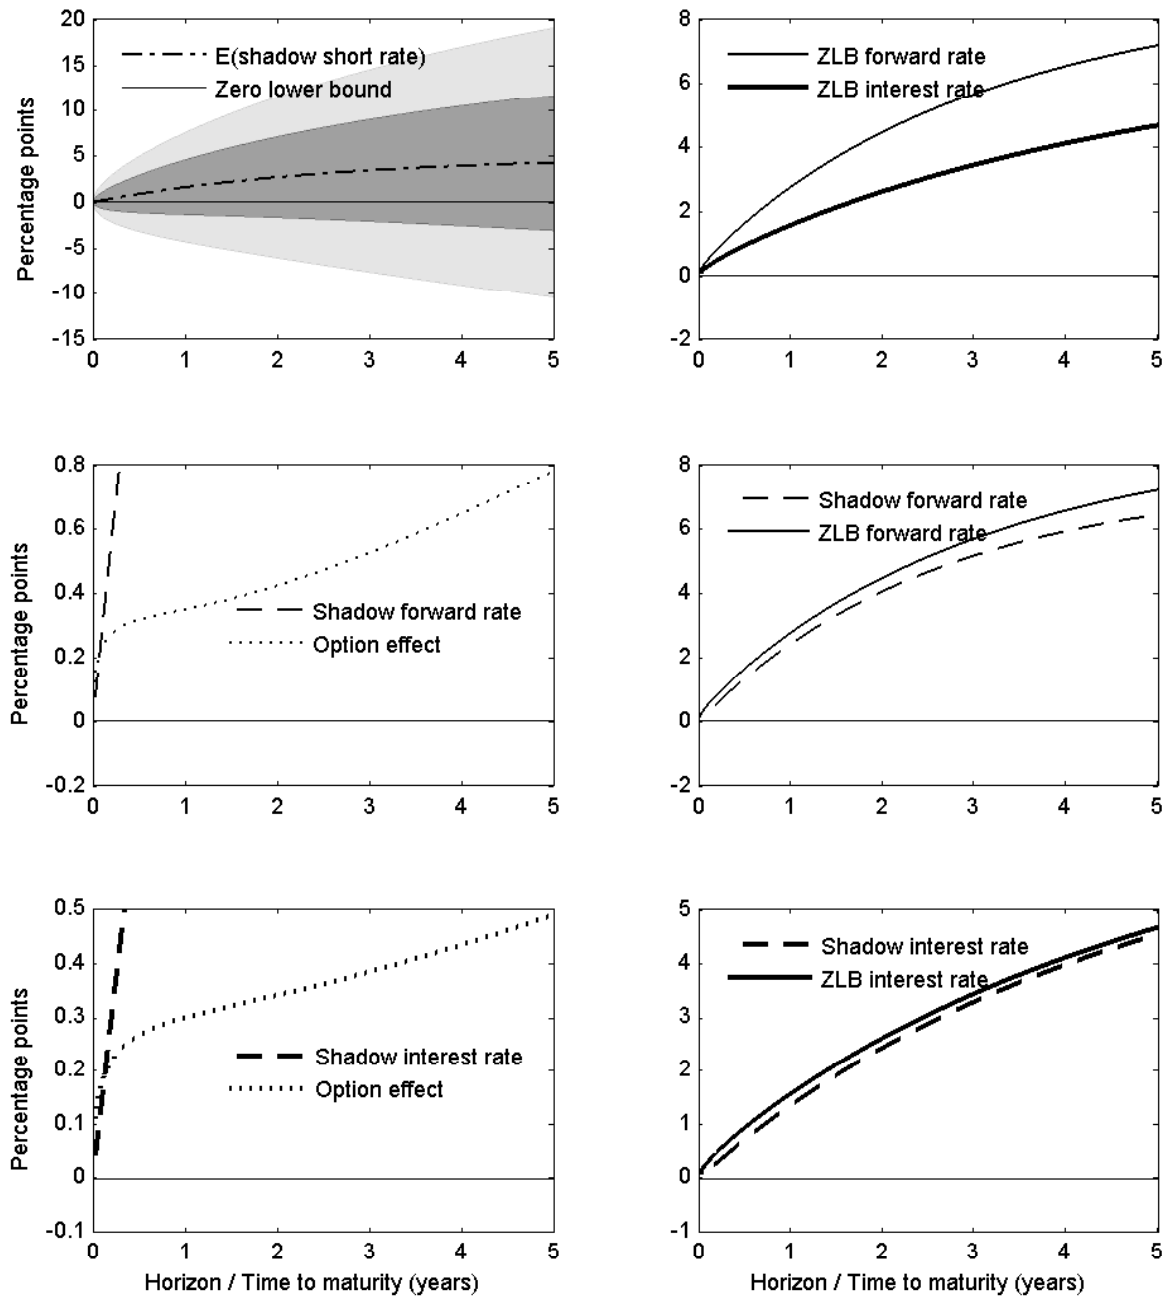 20
15
10
5
0
-5
-10
-15
Percentage points
E(shadow short rate)
Zero lower bound
0 1 2 3 4 5
8
6
4
2
0
-2
ZLB forward rate
ZLB interest rate
0 1 2 3 4 5
0.8
0.6
0.4
0.2
0
-0.2
Percentage points
Shadow forward rate
Option effect
0 1 2 3 4 5
8
6
4
2
0
-2
Shadow forward rate
ZLB forward rate
0 1 2 3 4 5
0.5
0.4
0.3
0.2
0.1
0
-0.1
Percentage points
Shadow interest rate
Option effect
0 1 2 3 4 5
Horizon / Time to maturity (years)
5
4
3
2
1
0
-1
Shadow interest rate
ZLB interest rate
0 1 2 3 4 5
Horizon / Time to maturity (years)